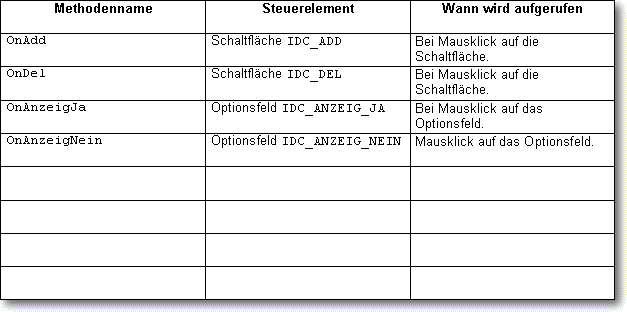 Methodenname Steuerelement Wann wird aufgerufen
OnAdd Schaltfläche IDC_ADD Bei Mausklick auf die
Schaltfläche.
OnDel Schaltfläche IDC_DEL Bei Mausklick auf die
Schaltfläche.
OnAnzeigJa Optionsfeld IDC_ANZEIG_JA Bei Mausklick auf das
Optionsfeld.
OnAnzeigNein Optionsfeld IDC_ANZEIG_NEIN Mausklick auf das Optionsfeld.